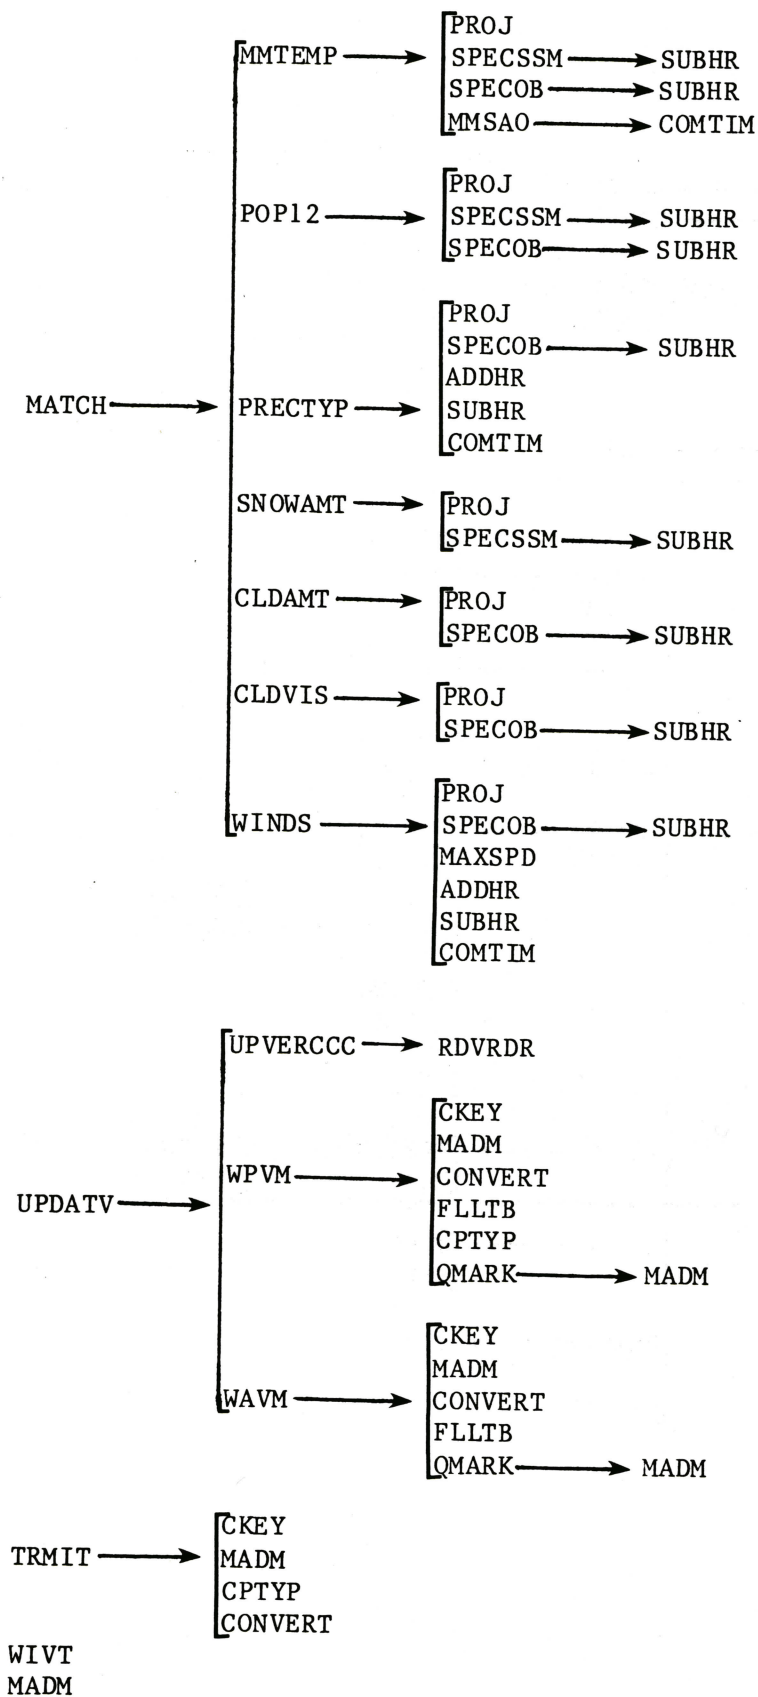 PROJ
MMTEMP SPECSSM SUBHR
SPECOB SUBHR
MMSAO COMTIM
PROJ
POP12 SPECSSM SUBHR
SPECOB SUBHR
PROJ
SPECOB SUBHR
ADDHR
MATCH PRECTYP SUBHR
COMTIM
SNOWAMT PROJ
SPECSSM SUBHR
CLDAMT PROJ
SPECOB SUBHR
CLDVIS PROJ
SPECOB SUBHR
PROJ
WINDS SPECOB SUBHR
MAXSPD
ADDHR
SUBHR
COMTIM
UPVERCCC RDVRDR
CKEY
MADM
WPVM CONVERT
UPDATV FLLTB
CPTYP
QMARK MADM
CKEY
MADM
WAVM CONVERT
FLLTB
QMARK MADM
CKEY
TRMIT MADM
CPTYP
CONVERT
WIVT
MADM